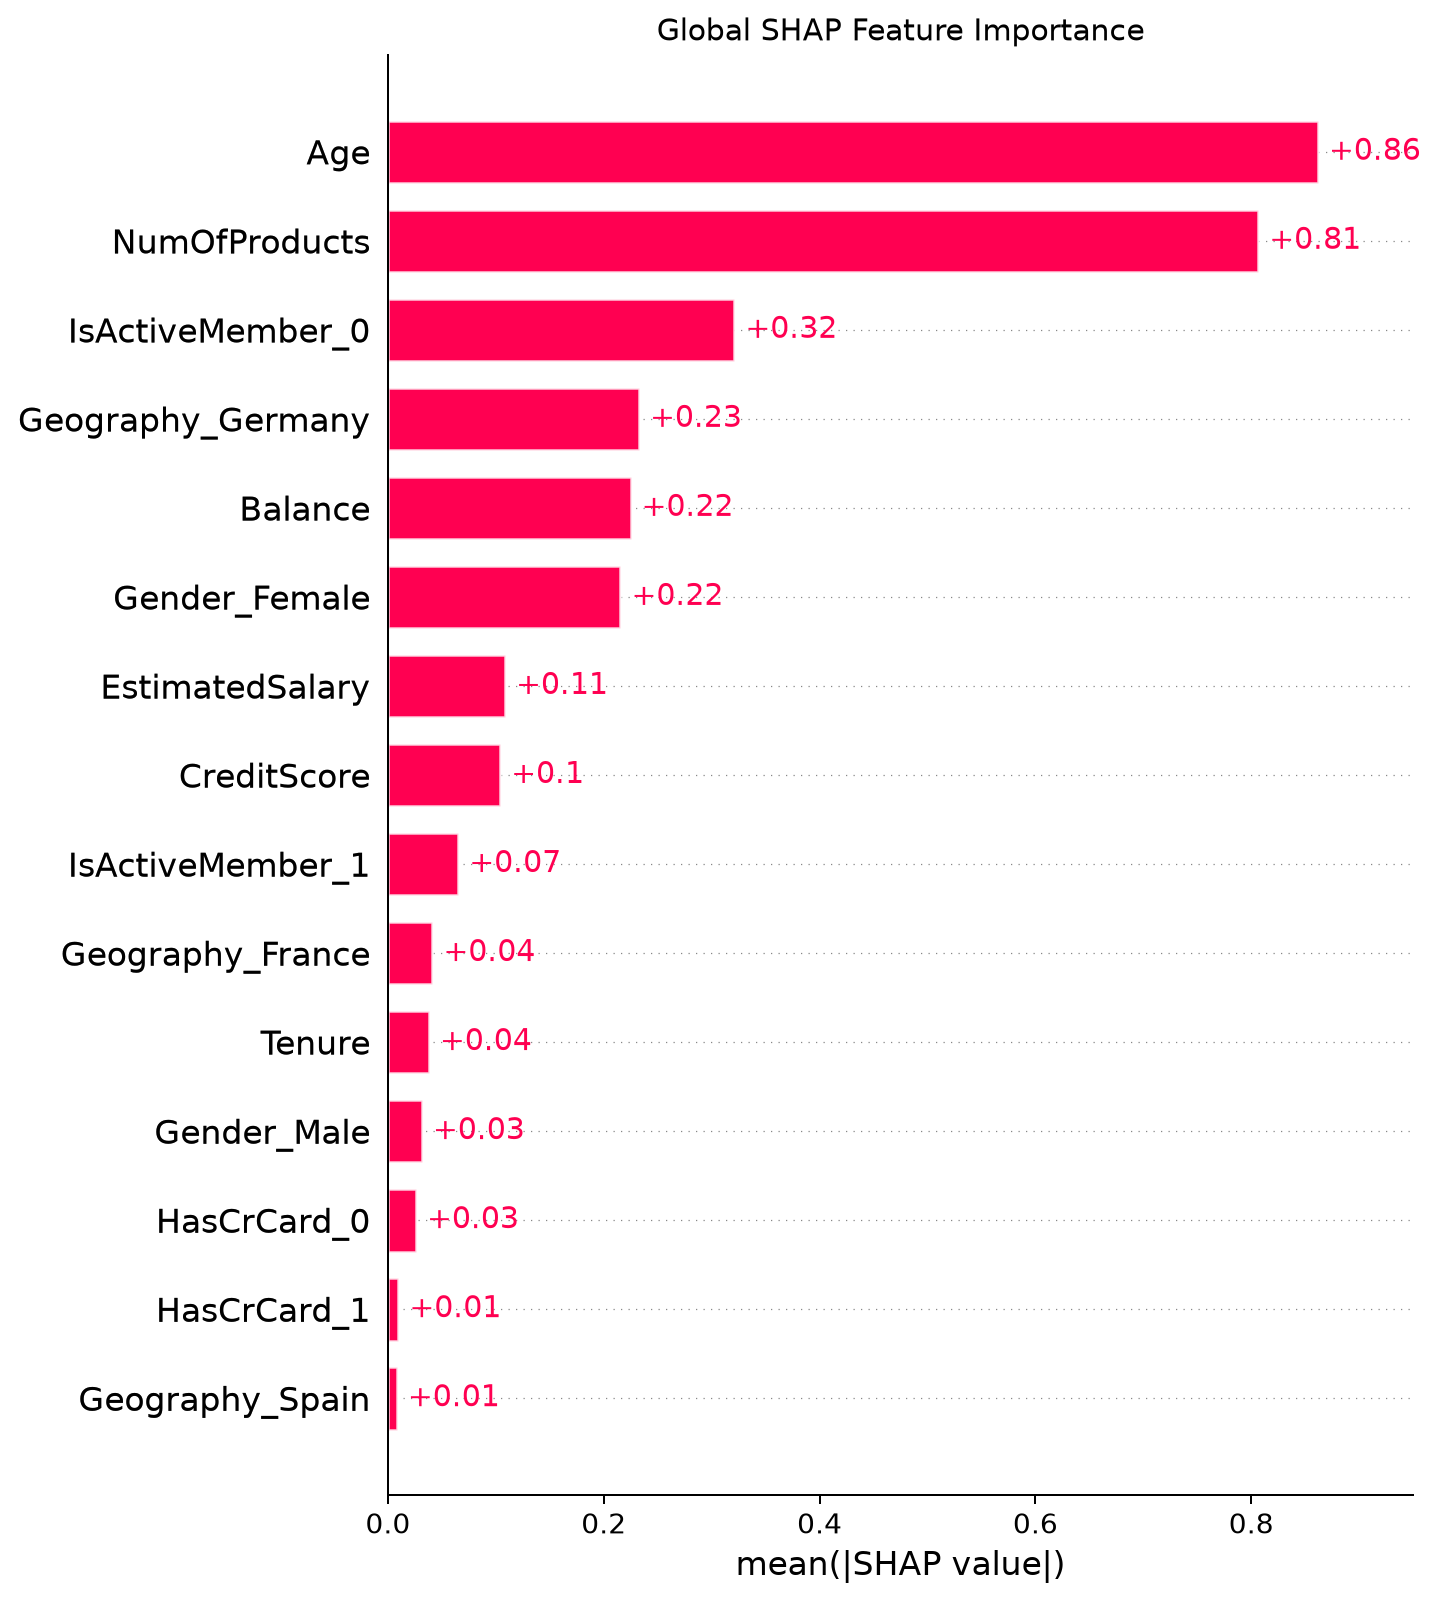 Global SHAP Feature Importance
Age +0.86
NumOfProducts +0.81
IsActiveMember_0 +0.32
Geography_Germany +0.23
Balance +0.22
Gender_Female +0.22
EstimatedSalary +0.11
CreditScore +0.1
IsActiveMember_1 +0.07
Geography_France +0.04
Tenure +0.04
Gender_Male +0.03
HasCrCard_0 +0.03
HasCrCard_1 +0.01
Geography_Spain +0.01
0.0 0.2 0.4 0.6 0.8
mean(|SHAP value|)